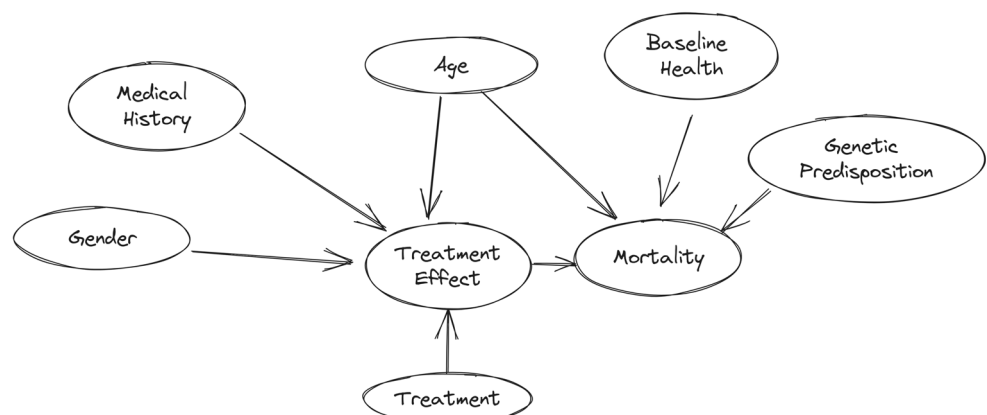 Baseline
Health
Age
Medical
History
Genetic
Predisposition
Gender
Treatment
Effect
Mortality
Treatment